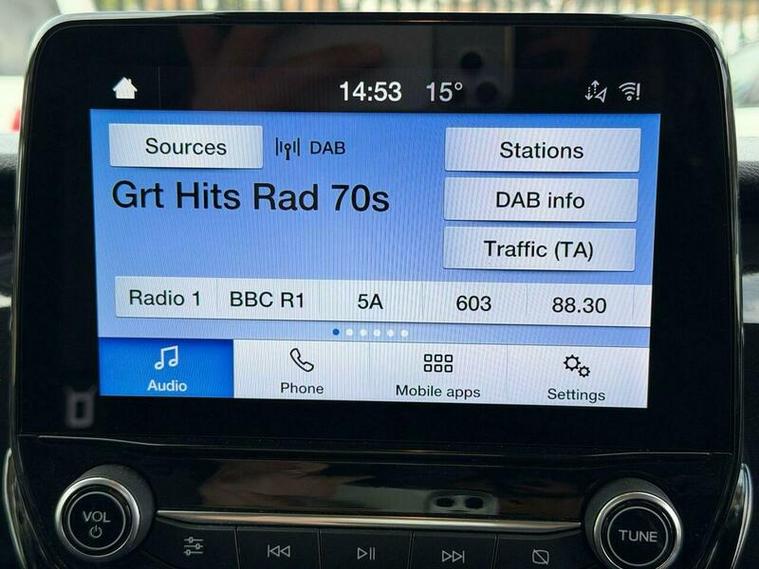 14:53 15°
Sources DAB Stations
Grt Hits Rad 70s
DAB info
Traffic (TA)
Radio 1 BBC R1 5A 603 88.30
Audio Phone Mobile apps Settings
VOL
TUNE